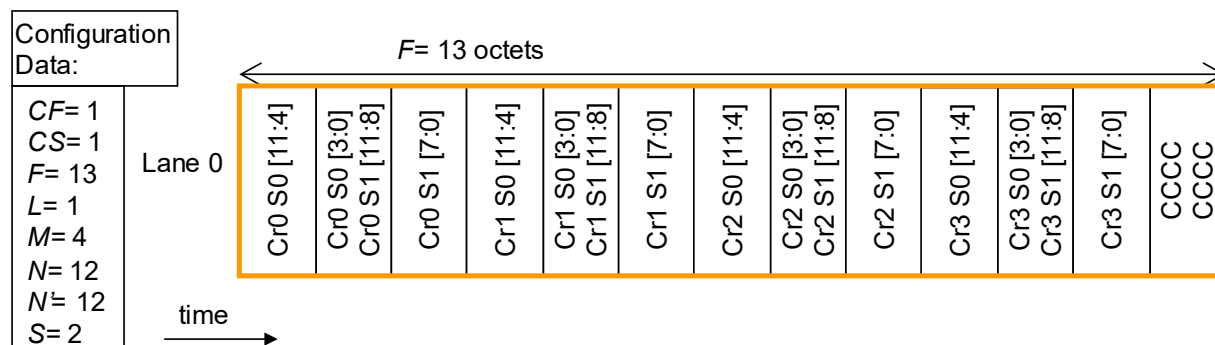 Configuration
Data:
CF= 1
CS= 1
F= 13
L= 1
M= 4
N= 12
N'= 12
S= 2
F= 13 octets
Lane 0
Cr0 S0 [11:4]
Cr0 S0 [3:0]
Cr0 S1 [11:8]
Cr0 S1 [7:0]
Cr1 S0 [11:4]
Cr1 S0 [3:0]
Cr1 S1 [11:8]
Cr1 S1 [7:0]
Cr2 S0 [11:4]
Cr2 S0 [3:0]
Cr2 S1 [11:8]
Cr2 S1 [7:0]
Cr3 S0 [11:4]
Cr3 S0 [3:0]
Cr3 S1 [11:8]
Cr3 S1 [7:0]
CCCC
CCCC
time